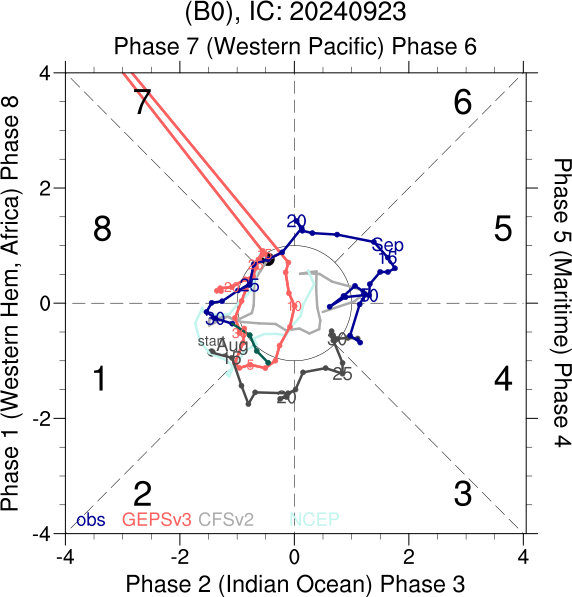 (B0), IC: 20240923
Phase 7 (Western Pacific) Phase 6
4
7
6
2
20
Sep
15
8
5
25
25
10
0
30
30
start
Aug
15
5
25
20
1
4
-2
Phase 1 (Western Hem, Africa) Phase 8
Phase 5 (Maritime) Phase 4
2
3
obs GEPSv3 CFSv2 NCEP
-4
-4 -2 0 2 4
Phase 2 (Indian Ocean) Phase 3